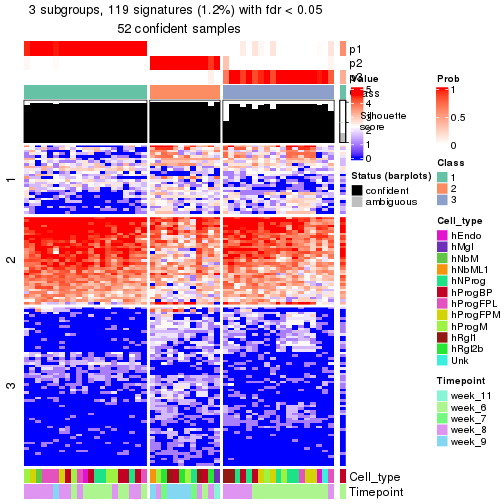 3 subgroups, 119 signatures (1.2%) with fdr < 0.05
52 confident samples
p1
p2
p3
Class
Silhouette
score
1
2
3
Cell_type
Timepoint
Value
5
4
3
2
1
0
Status (barplots)
confident
ambiguous
Prob
1
0.5
0
Class
1
2
3
Cell_type
hEndo
hMgl
hNbM
hNbML1
hNProg
hProgBP
hProgFPL
hProgFPM
hProgM
hRgl1
hRgl2b
Unk
Timepoint
week_11
week_6
week_7
week_8
week_9